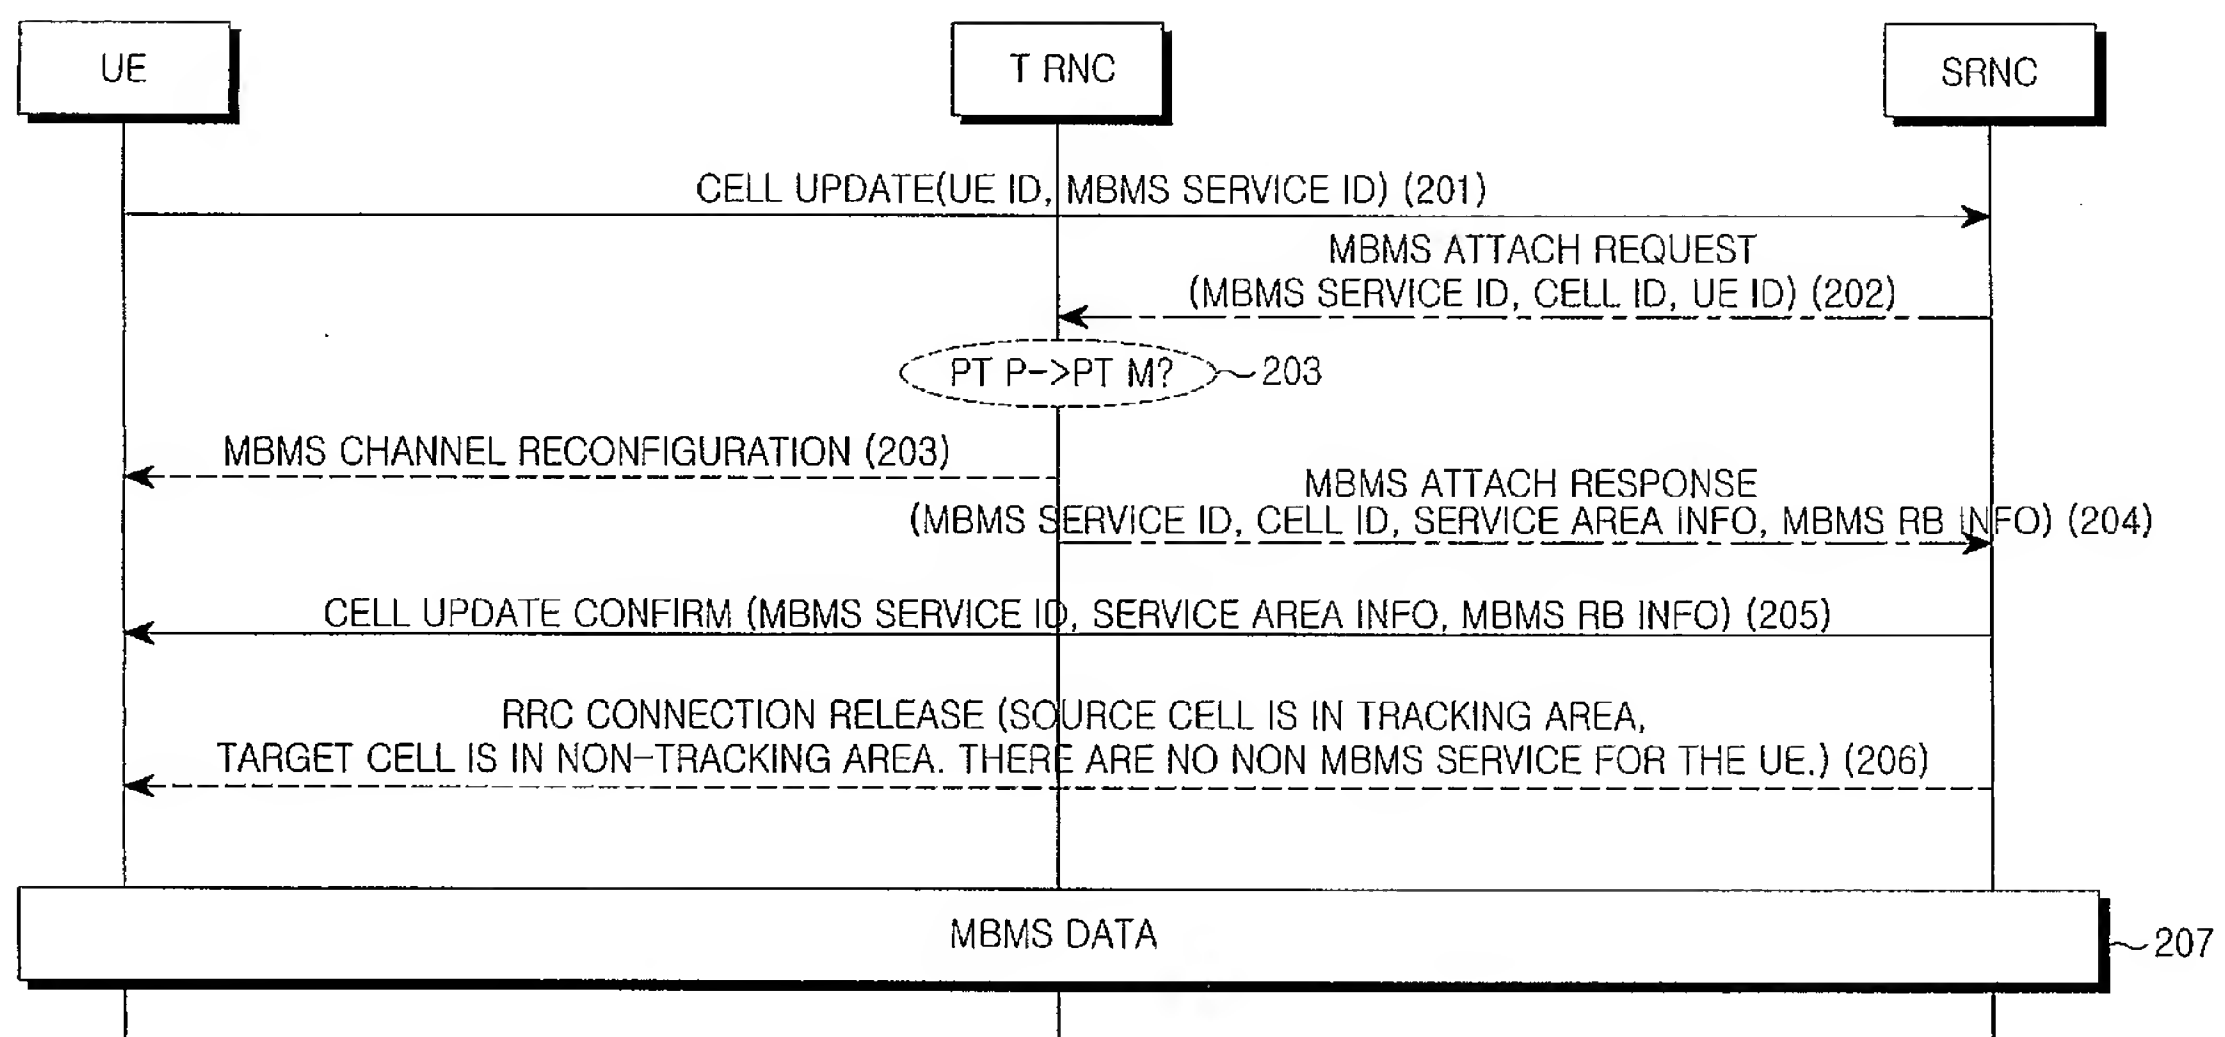 UE
T RNC
SRNC
CELL UPDATE(UE ID, MBMS SERVICE ID) (201)
MBMS ATTACH REQUEST
(MBMS SERVICE ID, CELL ID, UE ID) (202)
PT P->PT M?
203
MBMS CHANNEL RECONFIGURATION (203)
MBMS ATTACH RESPONSE
(MBMS SERVICE ID, CELL ID, SERVICE AREA INFO, MBMS RB INFO) (204)
CELL UPDATE CONFIRM (MBMS SERVICE ID, SERVICE AREA INFO, MBMS RB INFO) (205)
RRC CONNECTION RELEASE (SOURCE CELL IS IN TRACKING AREA,
TARGET CELL IS IN NON-TRACKING AREA. THERE ARE NO NON MBMS SERVICE FOR THE UE.) (206)
MBMS DATA
207